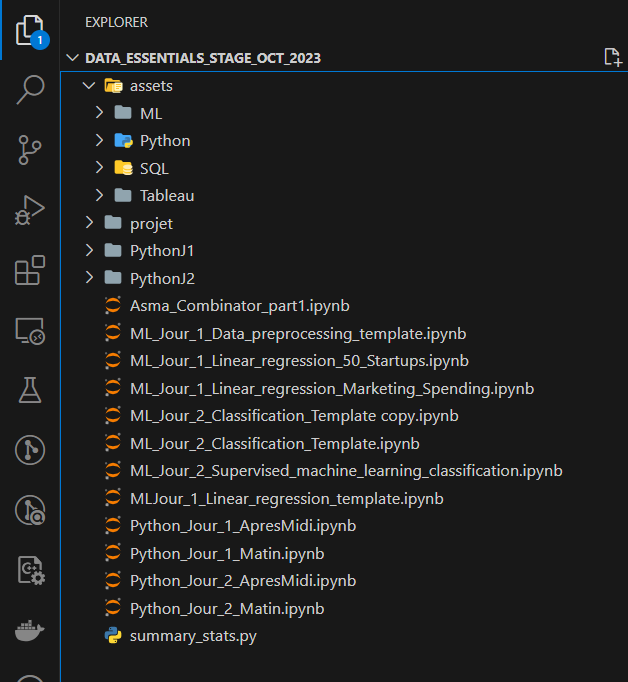 EXPLORER
1
DATA_ESSENTIALS_STAGE_OCT_2023
assets
ML
Python
SQL
Tableau
projet
PythonJ1
PythonJ2
Asma_Combinator_part1.ipynb
ML_Jour_1_Data_preprocessing_template.ipynb
ML_Jour_1_Linear_regression_50_Startups.ipynb
ML_Jour_1_Linear_regression_Marketing_Spending.ipynb
ML_Jour_2_Classification_Template copy.ipynb
ML_Jour_2_Classification_Template.ipynb
ML_Jour_2_Supervised_machine_learning_classification.ipynb
MLJour_1_Linear_regression_template.ipynb
Python_Jour_1_ApresMidi.ipynb
Python_Jour_1_Matin.ipynb
Python_Jour_2_ApresMidi.ipynb
Python_Jour_2_Matin.ipynb
summary_stats.py